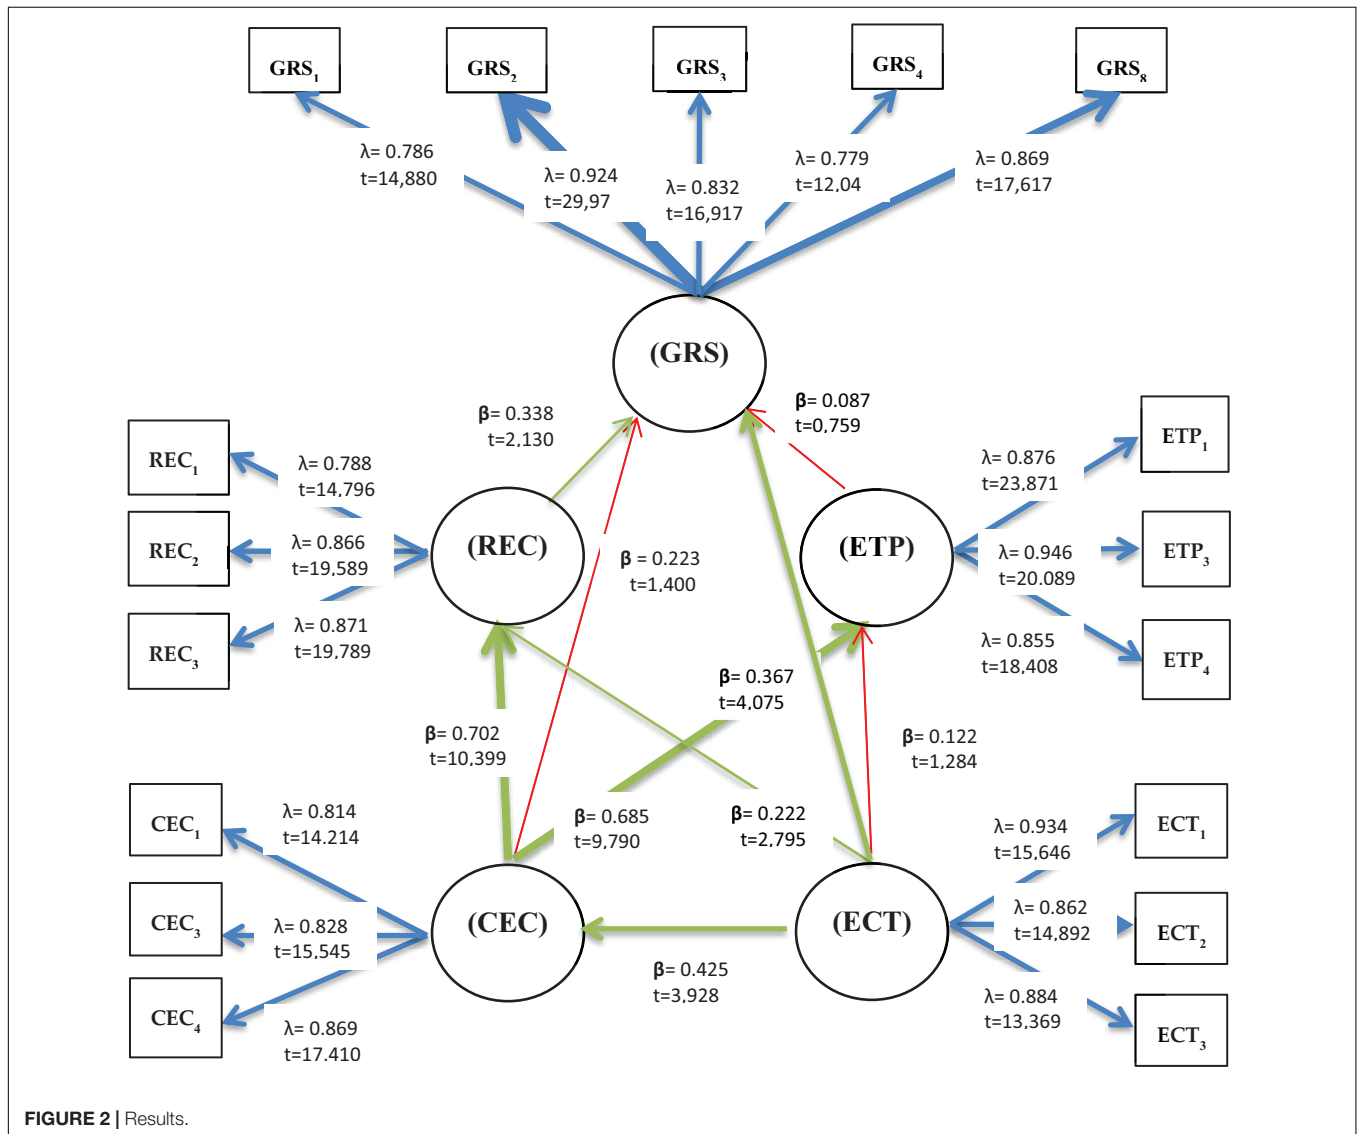 GRS1
GRS2
GRS3
GRS4
GRS8
λ= 0.786
t=14,880
λ= 0.924
t=29,97
λ= 0.832
t=16,917
λ= 0.779
t=12,04
λ= 0.869
t=17,617
(GRS)
β= 0.338
t=2,130
β= 0.087
t=0,759
REC1
REC2
REC3
λ= 0.788
t=14,796
λ= 0.866
t=19,589
λ= 0.871
t=19,789
(REC)
β = 0.223
t=1,400
(ETP)
λ= 0.876
t=23,871
λ= 0.946
t=20.089
λ= 0.855
t=18,408
ETP1
ETP3
ETP4
β= 0.367
t=4,075
β= 0.702
t=10,399
β= 0.122
t=1,284
β= 0.685
t=9,790
β= 0.222
t=2,795
CEC1
CEC3
CEC4
λ= 0.814
t=14.214
λ= 0.828
t=15,545
λ= 0.869
t=17.410
(CEC)
β= 0.425
t=3,928
(ECT)
λ= 0.934
t=15,646
λ= 0.862
t=14,892
λ= 0.884
t=13,369
ECT1
ECT2
ECT3
FIGURE 2 | Results.